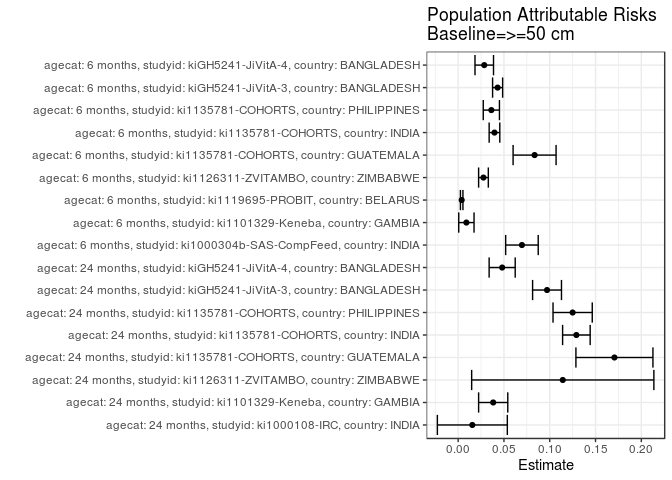 Population Attributable Risks
Baseline=>=50 cm
agecat: 6 months, studyid: kiGH5241-JiVitA-4, country: BANGLADESH
agecat: 6 months, studyid: kiGH5241-JiVitA-3, country: BANGLADESH
agecat: 6 months, studyid: ki1135781-COHORTS, country: PHILIPPINES
agecat: 6 months, studyid: ki1135781-COHORTS, country: INDIA
agecat: 6 months, studyid: ki1135781-COHORTS, country: GUATEMALA
agecat: 6 months, studyid: ki1126311-ZVITAMBO, country: ZIMBABWE
agecat: 6 months, studyid: ki1119695-PROBIT, country: BELARUS
agecat: 6 months, studyid: ki1101329-Keneba, country: GAMBIA
agecat: 6 months, studyid: ki1000304b-SAS-CompFeed, country: INDIA
agecat: 24 months, studyid: kiGH5241-JiVitA-4, country: BANGLADESH
agecat: 24 months, studyid: kiGH5241-JiVitA-3, country: BANGLADESH
agecat: 24 months, studyid: ki1135781-COHORTS, country: PHILIPPINES
agecat: 24 months, studyid: ki1135781-COHORTS, country: INDIA
agecat: 24 months, studyid: ki1135781-COHORTS, country: GUATEMALA
agecat: 24 months, studyid: ki1126311-ZVITAMBO, country: ZIMBABWE
agecat: 24 months, studyid: ki1101329-Keneba, country: GAMBIA
agecat: 24 months, studyid: ki1000108-IRC, country: INDIA
0.00 0.05 0.10 0.15 0.20
Estimate